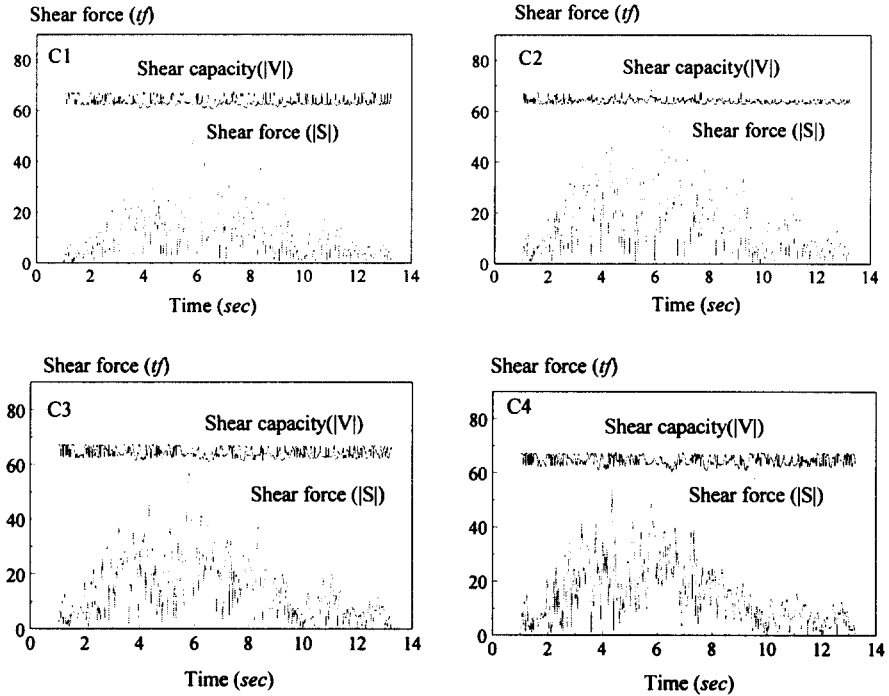 Shear force (tf)
C1
Shear capacity(|V|)
Shear force (|S|)
80
60
40
20
0
0 2 4 6 8 10 12 14
Time (sec)
Shear force (tf)
C2
Shear capacity(|V|)
Shear force (|S|)
80
60
40
20
0
0 2 4 6 8 10 12 14
Time (sec)
Shear force (tf)
C3
Shear capacity(|V|)
Shear force (|S|)
80
60
40
20
0
0 2 4 6 8 10 12 14
Time (sec)
Shear force (tf)
C4
Shear capacity(|V|)
Shear force (|S|)
80
60
40
20
0
0 2 4 6 8 10 12 14
Time (sec)